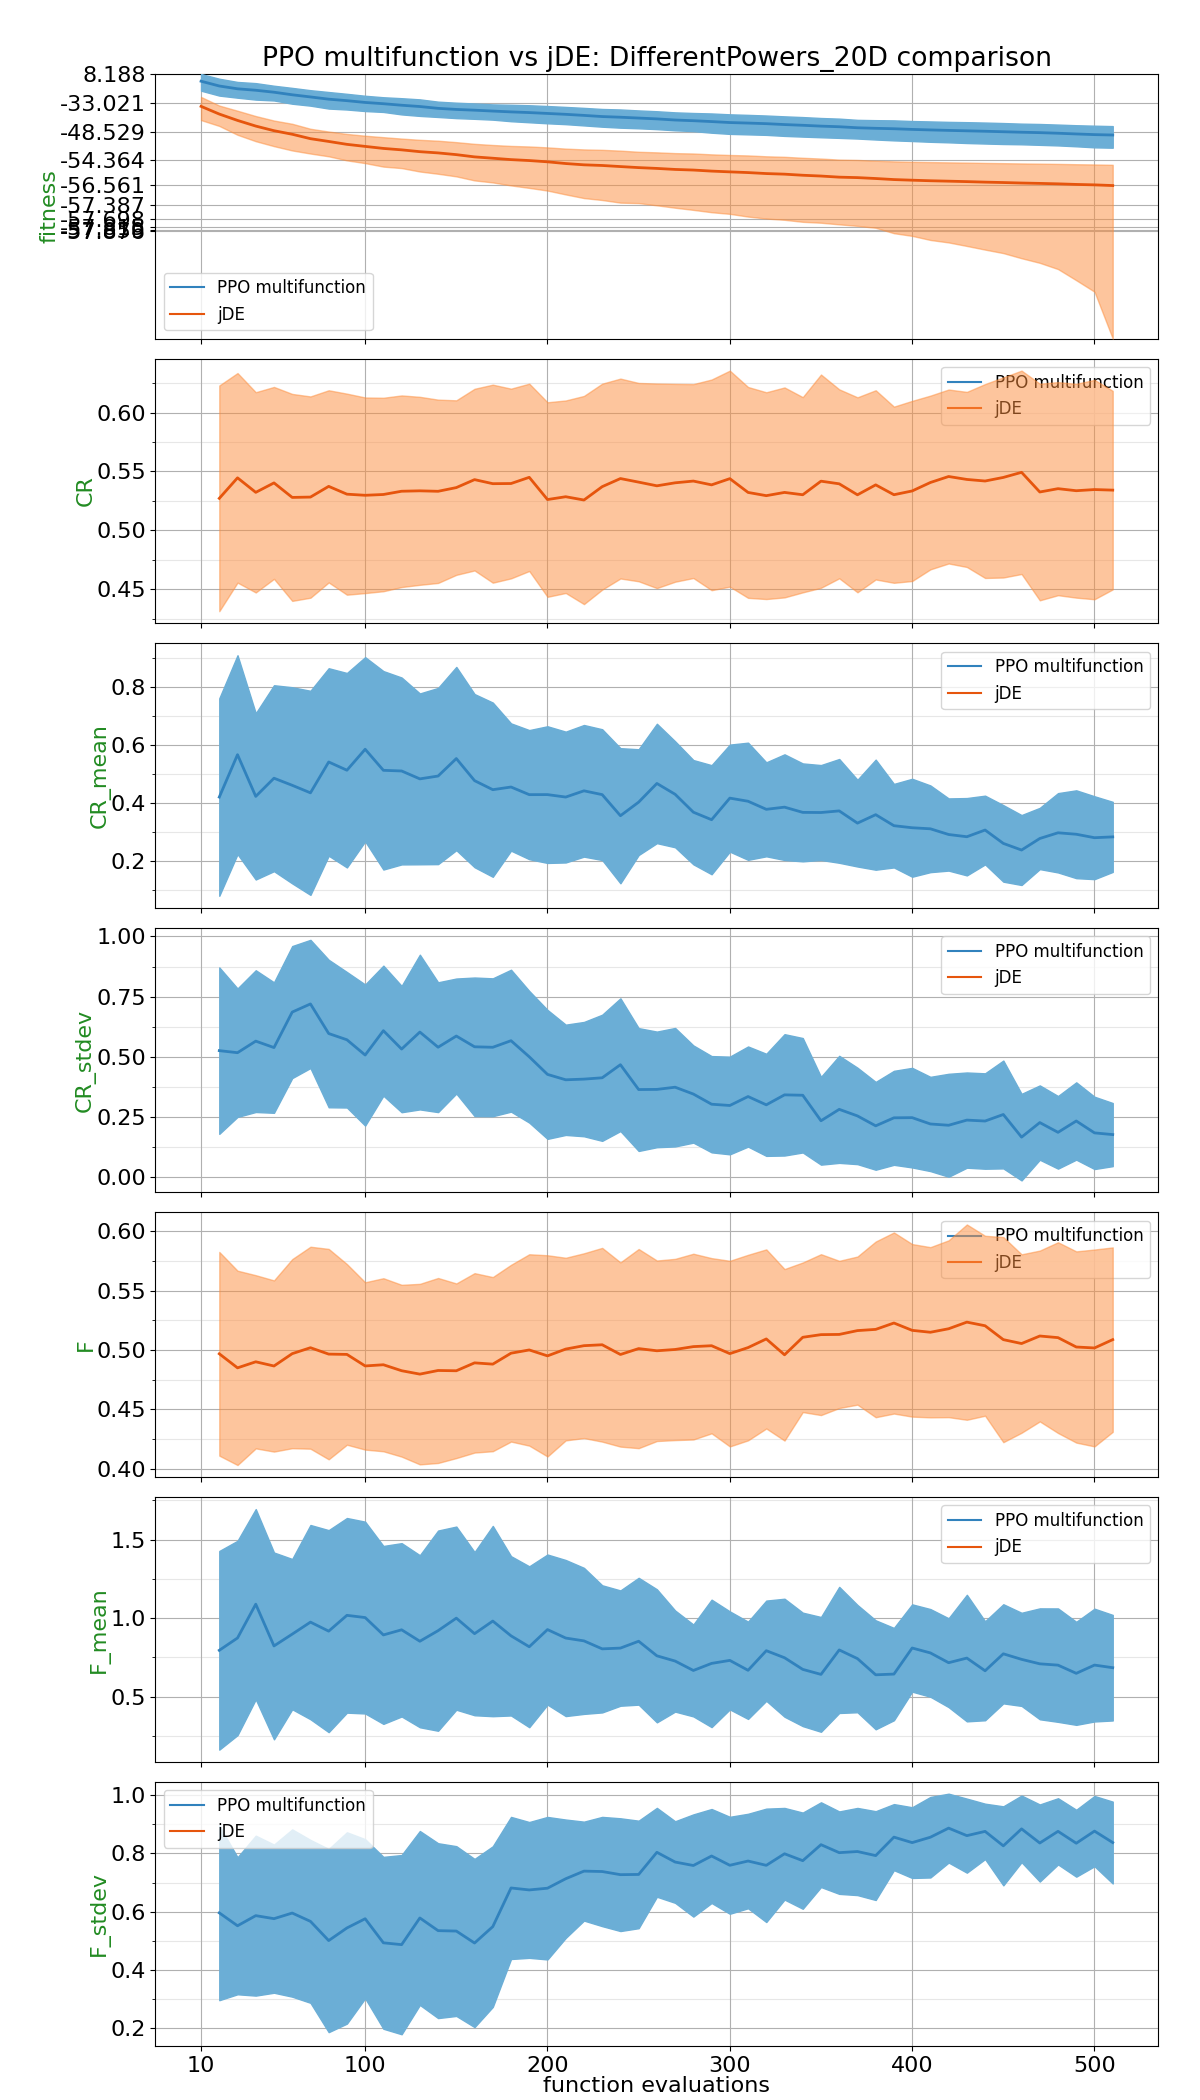 PPO multifunction vs jDE: DifferentPowers_20D comparison
8.188
-33.021
-48.529
-54.364
-56.561
-57.387
-57.698
fitness
PPO multifunction
jDE
0.60
0.55
0.50
0.45
CR
PPO multifunction
jDE
0.8
0.6
0.4
0.2
CR_mean
PPO multifunction
jDE
1.00
0.75
0.50
0.25
0.00
CR_stdev
PPO multifunction
jDE
0.60
0.55
0.50
0.45
0.40
F
PPO multifunction
jDE
1.5
1.0
0.5
F_mean
PPO multifunction
jDE
1.0
0.8
0.6
0.4
0.2
F_stdev
PPO multifunction
jDE
10 100 200 300 400 500
function evaluations